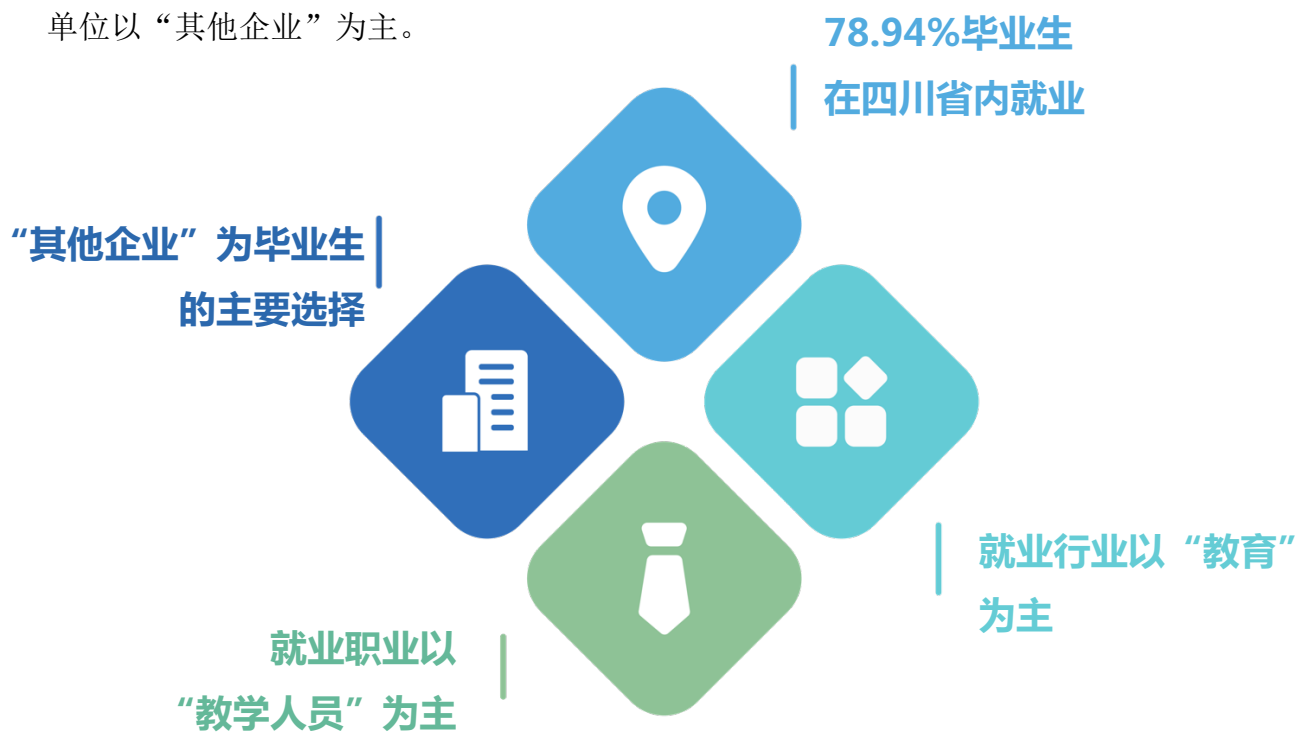 单位以“其他企业”为主。
78.94%毕业生
在四川省内就业
“其他企业”为毕业生
的主要选择
就业行业以“教育”
为主
就业职业以
“教学人员”为主